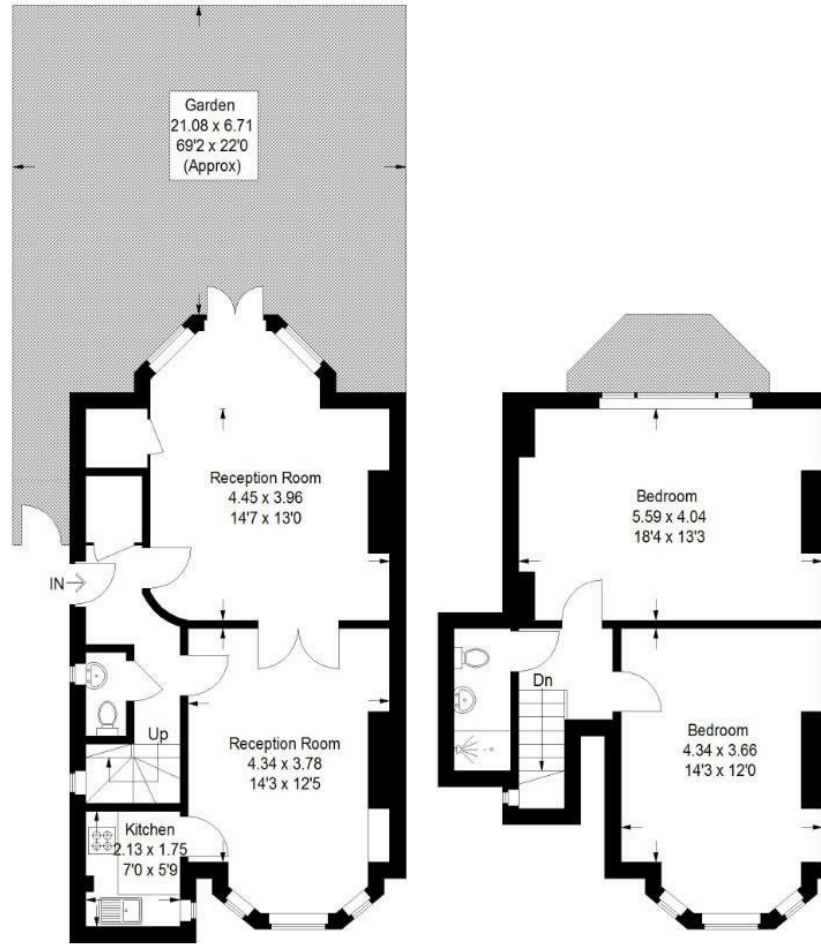 Garden
21.08 x 6.71
69'2 x 22'0
(Approx)
Reception Room
4.45 x 3.96
14'7 x 13'0
IN
Up
Reception Room
4.34 x 3.78
14'3 x 12'5
Kitchen
2.13 x 1.75
7'0 x 5'9
Bedroom
5.59 x 4.04
18'4 x 13'3
Dn
Bedroom
4.34 x 3.66
14'3 x 12'0